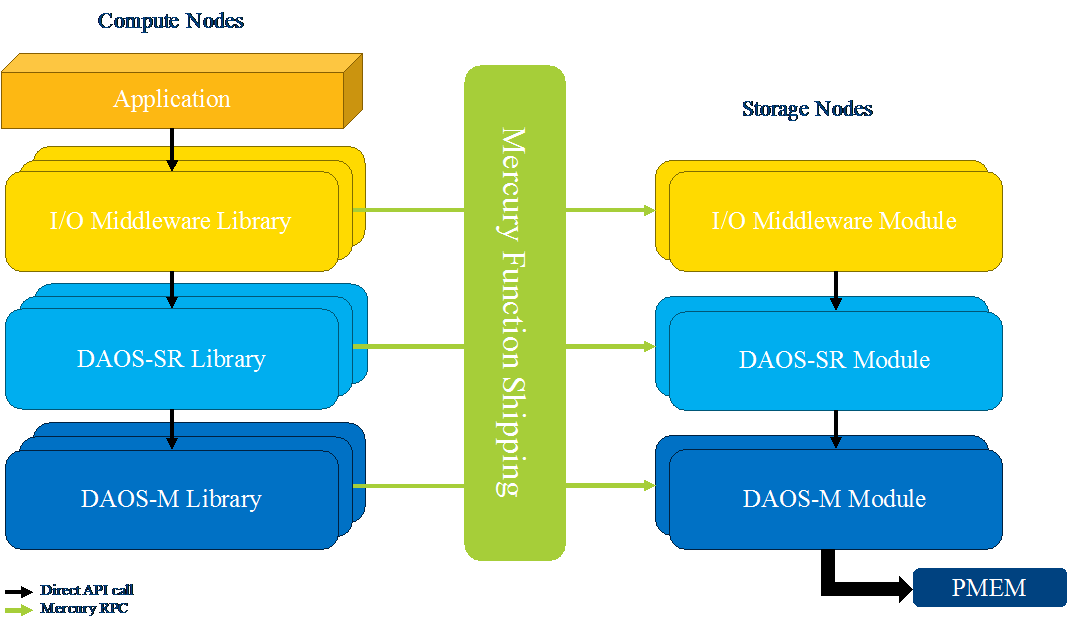 Compute Nodes
Application
Storage Nodes
I/O Middleware Library
I/O Middleware Module
Mercury Function Shipping
DAOS-SR Library
DAOS-SR Module
DAOS-M Library
DAOS-M Module
PMEM
Direct API call
Mercury RPC